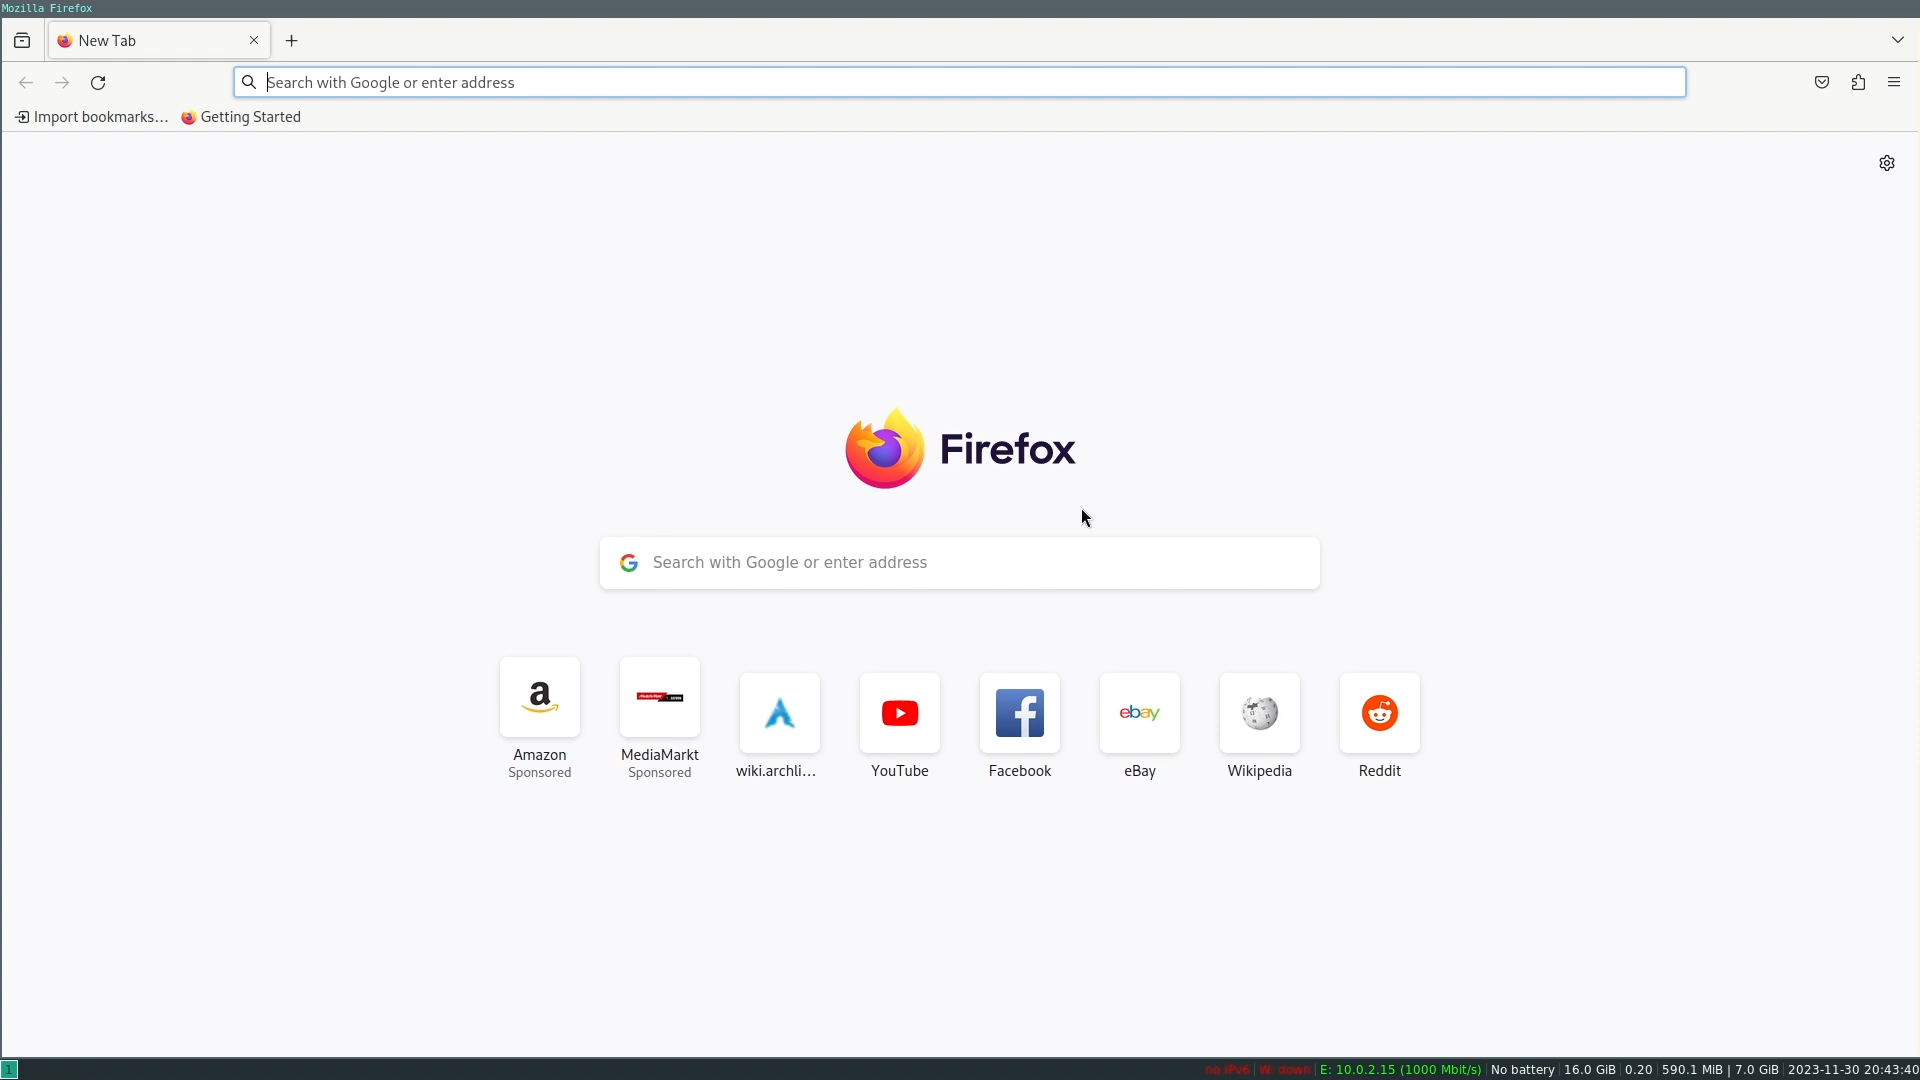 Mozilla Firefox
New Tab
Search with Google or enter address
Import bookmarks… Getting Started
Firefox
Search with Google or enter address
a
ebay
Amazon
Sponsored
MediaMarkt
Sponsored
wiki.archli…
YouTube
Facebook
eBay
Wikipedia
Reddit
1
no IPv6 | W: down | E: 10.0.2.15 (1000 Mbit/s) | No battery | 16.0 GiB | 0.20 | 590.1 MiB | 7.0 GiB | 2023-11-30 20:43:40